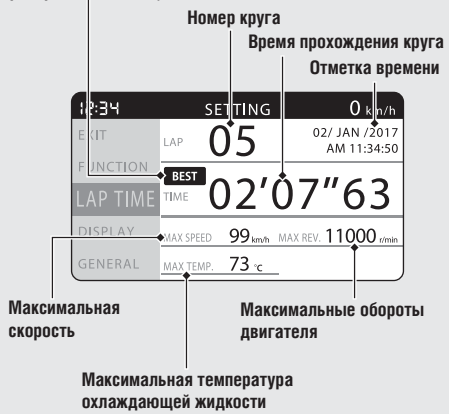 Номер круга
Время прохождения круга
Отметка времени
12:34 SETTING 0 km/h
EXIT
LAP 05 02/ JAN /2017
AM 11:34:50
FUNCTION
BEST
LAP TIME
TIME 02'07"63
DISPLAY
MAX SPEED 99 km/h MAX REV. 11000 r/min
GENERAL
MAX TEMP. 73 °c
Максимальная
скорость
Максимальные обороты
двигателя
Максимальная температура
охлаждающей жидкости